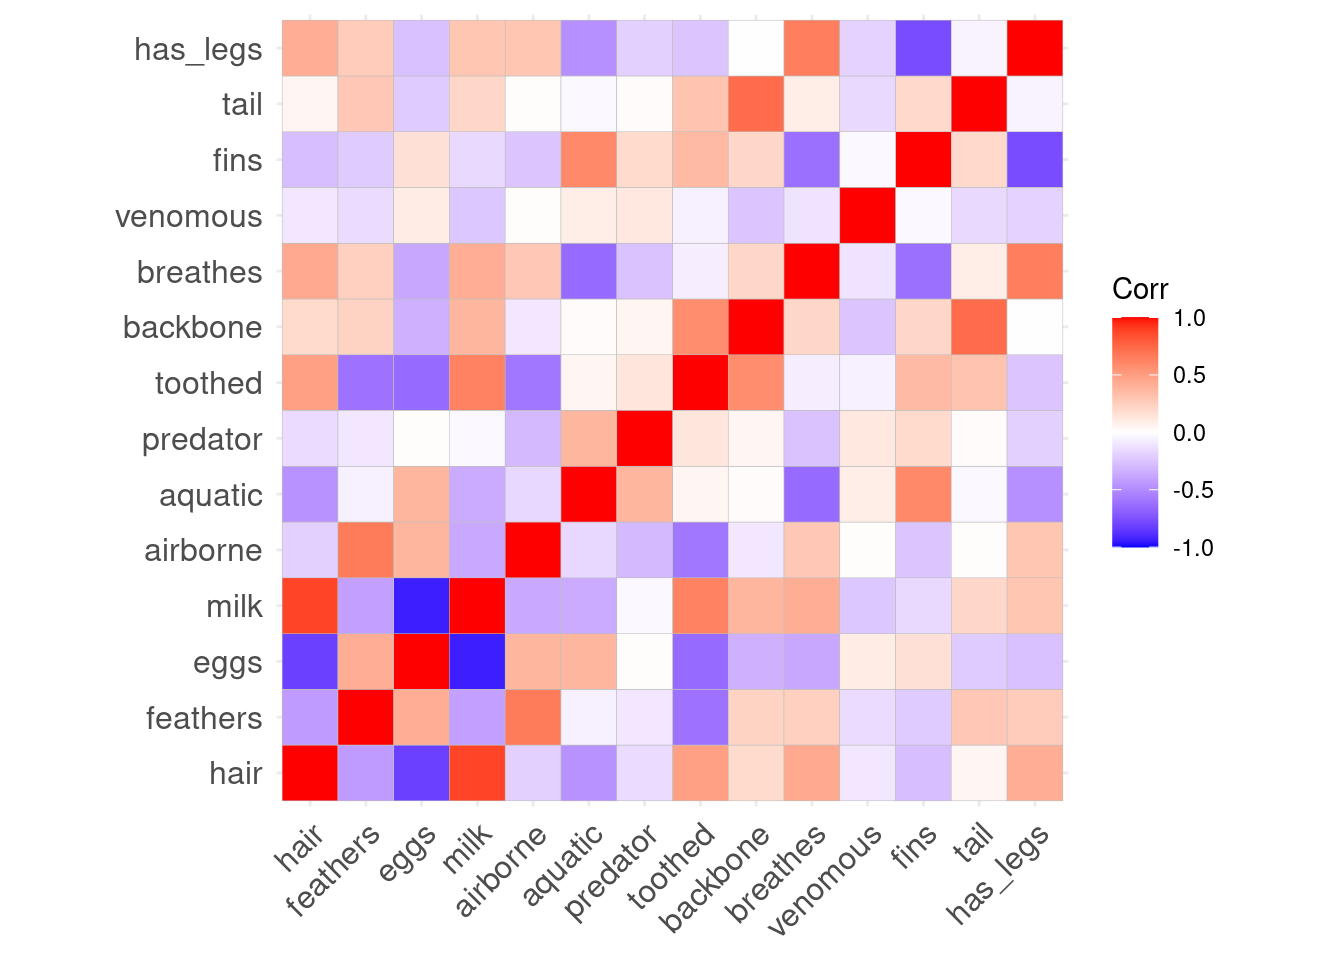 has_legs
tail
fins
venomous
breathes
backbone
toothed
predator
aquatic
airborne
milk
eggs
feathers
hair
hair
feathers
eggs
milk
airborne
aquatic
predator
toothed
backbone
breathes
venomous
fins
tail
has_legs
Corr
1.0
0.5
0.0
-0.5
-1.0